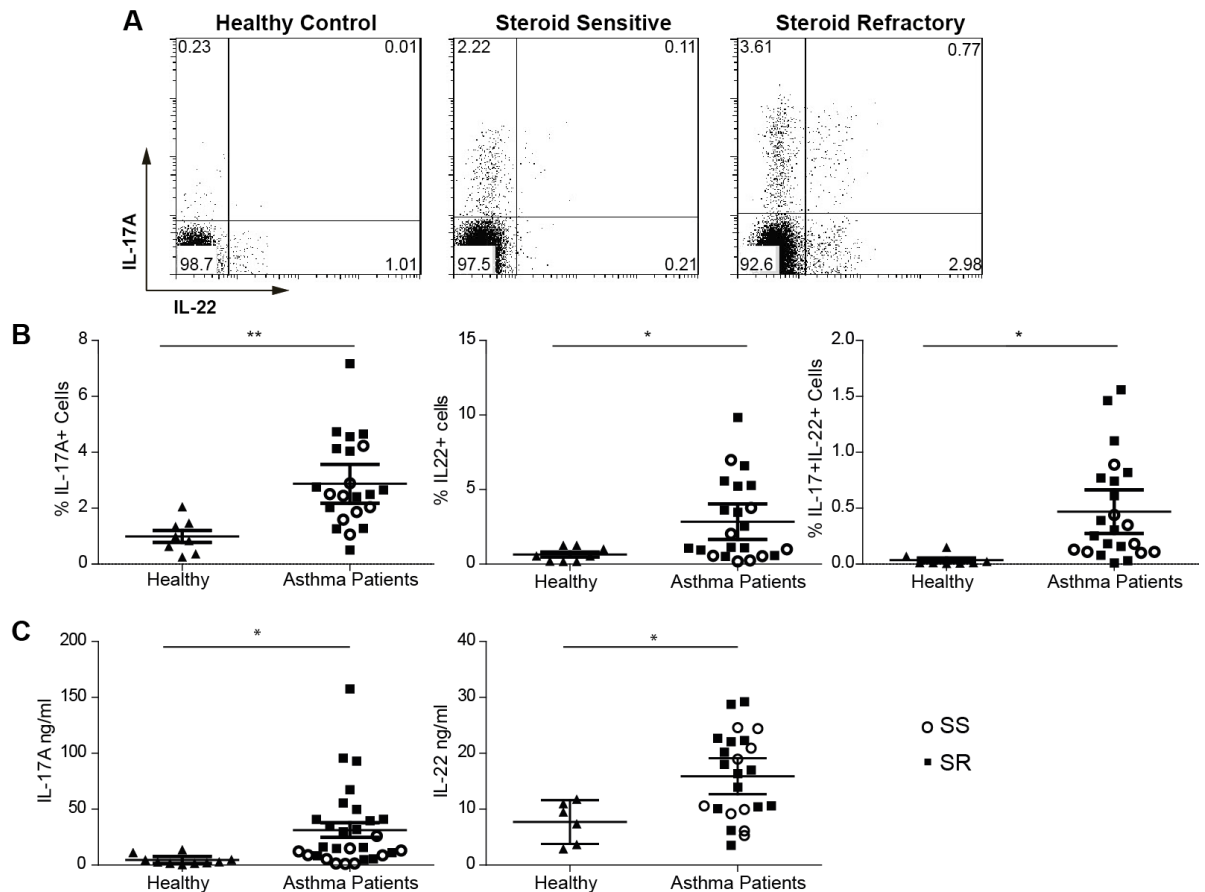 A
Healthy Control
Steroid Sensitive
Steroid Refractory
0.23
0.01
98.7
1.01
2.22
0.11
97.5
0.21
3.61
0.77
92.6
2.98
IL-17A
IL-22
B
% IL-17A+ Cells
8
6
4
2
0
**
Healthy
Asthma Patients
% IL22+ cells
15
10
5
0
*
Healthy
Asthma Patients
% IL-17+IL-22+ Cells
2.0
1.5
1.0
0.5
0.0
*
Healthy
Asthma Patients
C
IL-17A ng/ml
200
150
100
50
0
*
Healthy
Asthma Patients
IL-22 ng/ml
40
30
20
10
0
*
Healthy
Asthma Patients
SS
SR